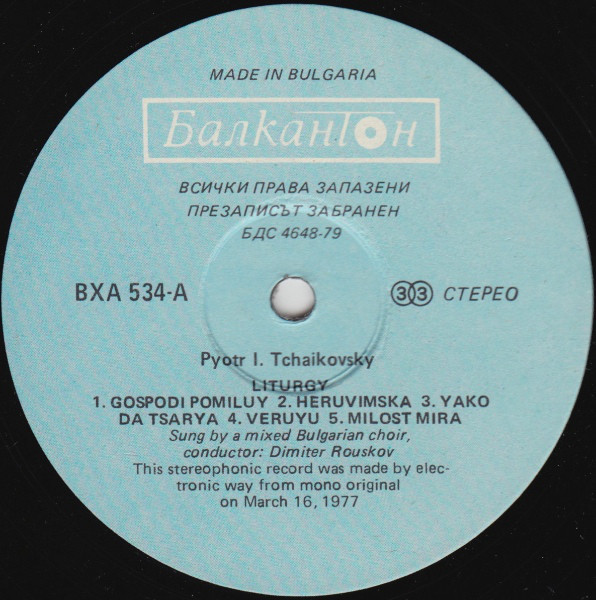 MADE IN BULGARIA
Балкантон
ВСИЧКИ ПРАВА ЗАПАЗЕНИ
ПРЕЗАПИСЪТ ЗАБРАНЕН
БДС 4648-79
ВХА 534-А
33 СТЕРЕО
Pyotr I. Tchaikovsky
LITURGY
1. GOSPODI POMILUY 2. HERUVIMSKA 3. YAKO
DA TSARYA 4. VERUYU 5. MILOST MIRA
Sung by a mixed Bulgarian choir,
conductor: Dimiter Rouskov
This stereophonic record was made by elec-
tronic way from mono original
on March 16, 1977